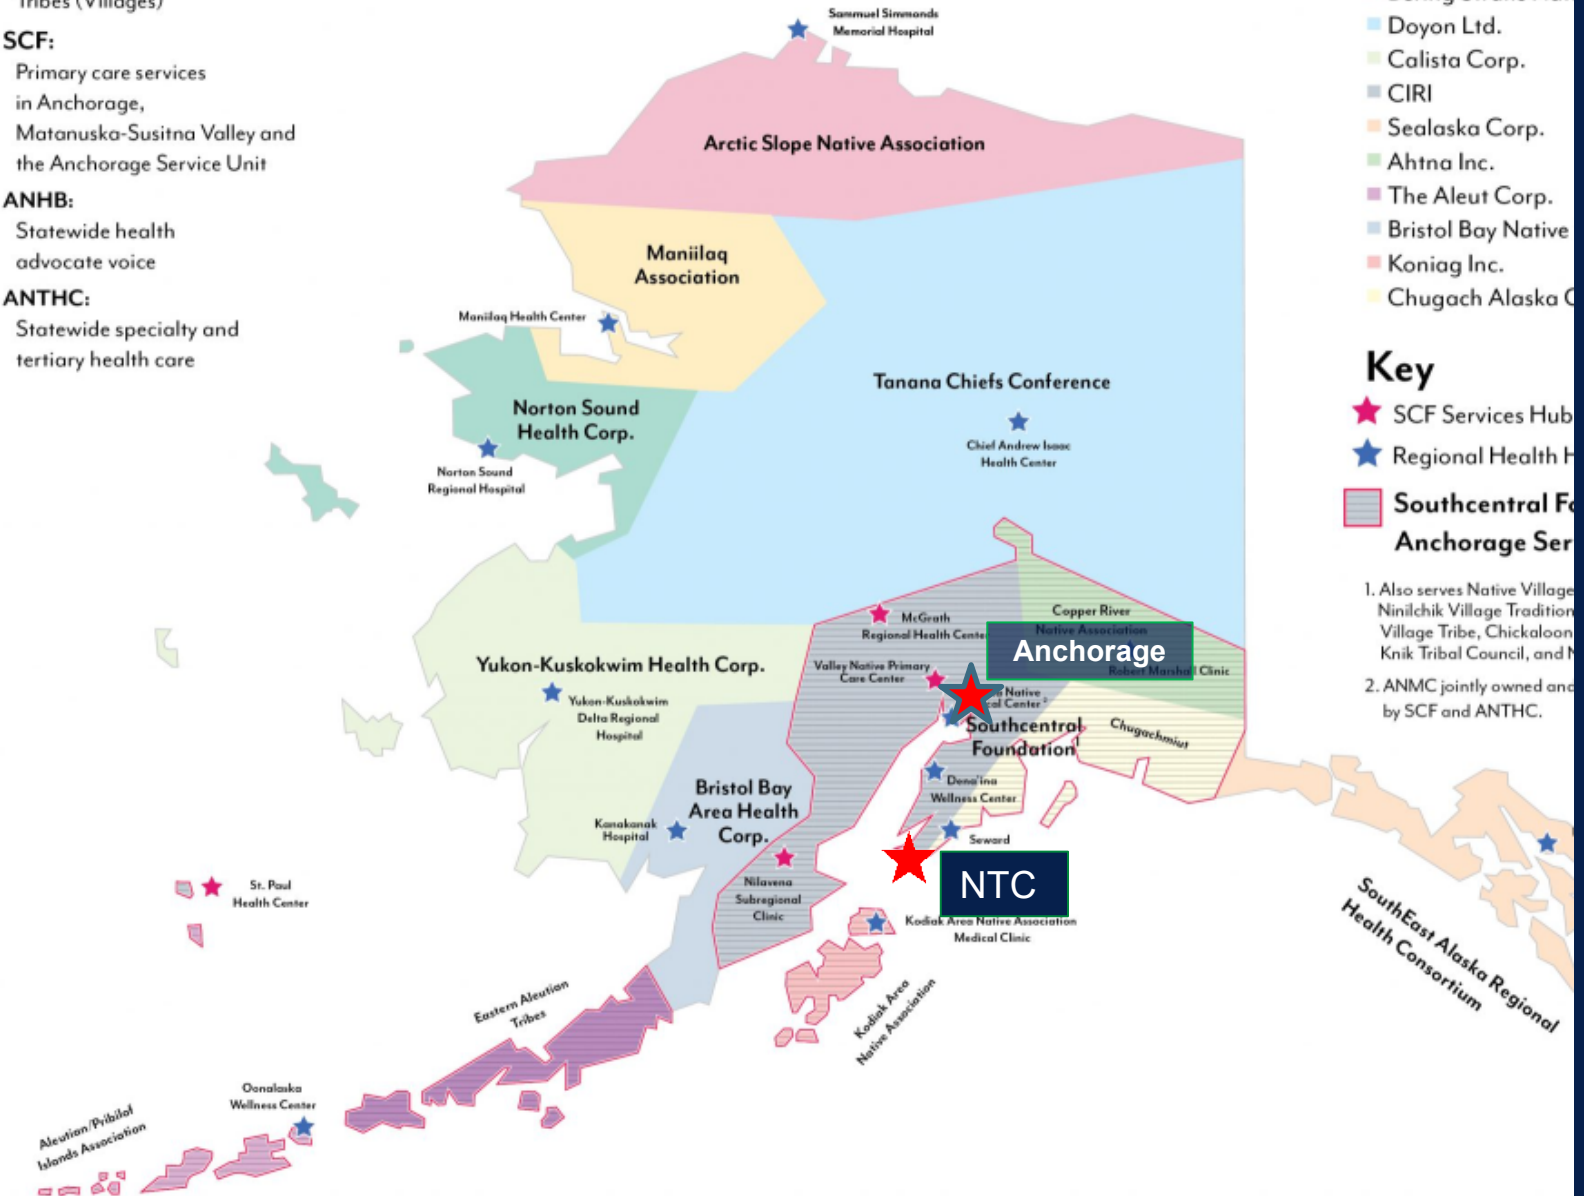 Tribes (Villages)
SCF:
Primary care services
in Anchorage,
Matanuska-Susitna Valley and
the Anchorage Service Unit
ANHB:
Statewide health
advocate voice
ANTHC:
Statewide specialty and
tertiary health care
Sammuel Simmonds
Memorial Hospital
Arctic Slope Native Association
Maniilaq
Association
Maniilaq Health Center
Norton Sound
Health Corp.
Norton Sound
Regional Hospital
Tanana Chiefs Conference
Chief Andrew Isaac
Health Center
Yukon-Kuskokwim Health Corp.
Yukon-Kuskokwim
Delta Regional
Hospital
Bristol Bay
Area Health
Corp.
Kanakanak
Hospital
McGrath
Regional Health Cente
Copper River
Native Association
Anchorage
Robert Marshall Clinic
Valley Native Primary
Care Center
Native
cal Center 2
Southcentral
Foundation1
Chugachmiut
Dena'ina
Wellness Center
Seward
NTC
Nilavena
Subregional
Clinic
Kodiak Area Native Association
Medical Clinic
Kodiak Area
Native Association
St. Paul
Health Center
Eastern Aleutian
Tribes
Oonalaska
Wellness Center
Aleutian/Pribilof
Islands Association
SouthEast Alaska Regional
Health Consortium
Doyon Ltd.
Calista Corp.
CIRI
Sealaska Corp.
Ahtna Inc.
The Aleut Corp.
Bristol Bay Native
Koniag Inc.
Chugach Alaska C
Key
SCF Services Hub
Regional Health H
Southcentral Fo
Anchorage Ser
1. Also serves Native Village
Ninilchik Village Tradition
Village Tribe, Chickaloon
Knik Tribal Council, and N
2. ANMC jointly owned and
by SCF and ANTHC.